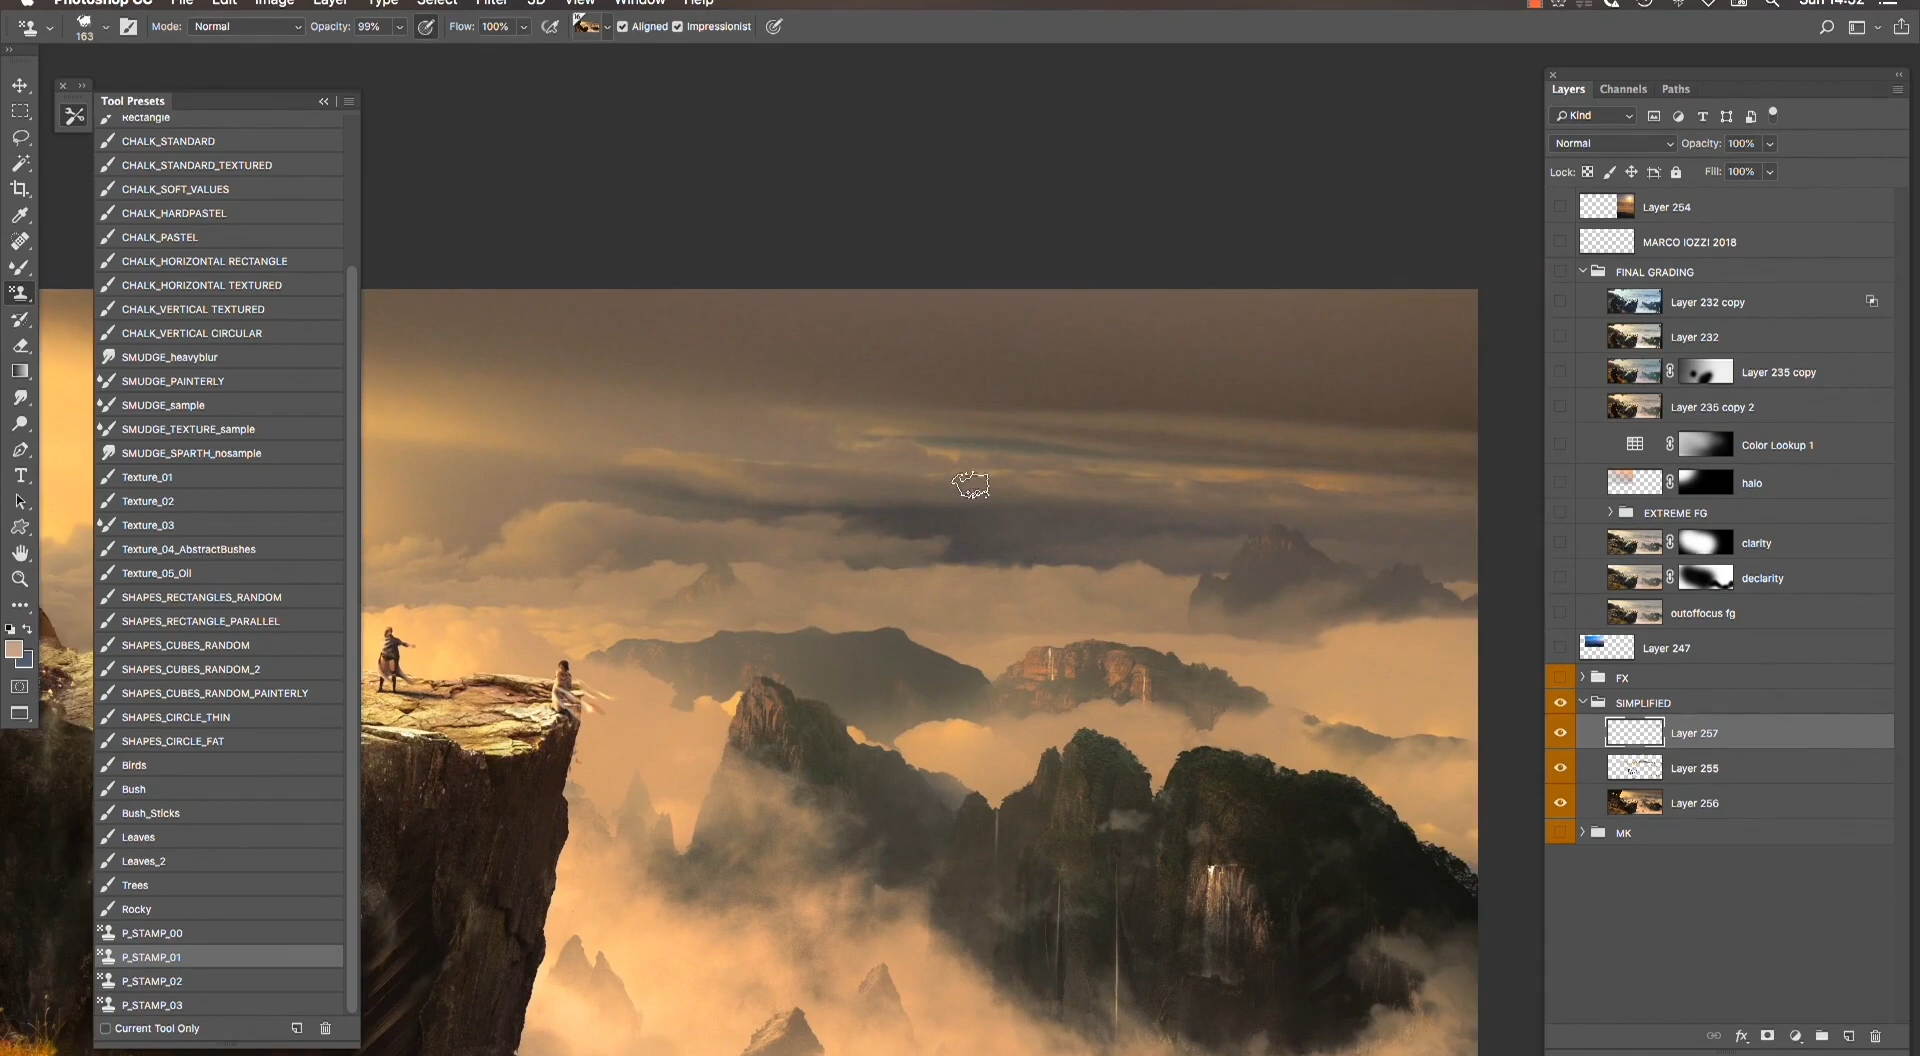 Photoshop CC File Edit Image Layer Type Select Filter 3D View Window Help Sun 14:52
163 Mode: Normal Opacity: 99% Flow: 100% Aligned Impressionist
Tool Presets
Rectangle
CHALK_STANDARD
CHALK_STANDARD_TEXTURED
CHALK_SOFT_VALUES
CHALK_HARDPASTEL
CHALK_PASTEL
CHALK_HORIZONTAL RECTANGLE
CHALK_HORIZONTAL TEXTURED
CHALK_VERTICAL TEXTURED
CHALK_VERTICAL CIRCULAR
SMUDGE_heavyblur
SMUDGE_PAINTERLY
SMUDGE_sample
SMUDGE_TEXTURE_sample
SMUDGE_SPARTH_nosample
Texture_01
Texture_02
Texture_03
Texture_04_AbstractBushes
Texture_05_Oil
SHAPES_RECTANGLES_RANDOM
SHAPES_RECTANGLE_PARALLEL
SHAPES_CUBES_RANDOM
SHAPES_CUBES_RANDOM_2
SHAPES_CUBES_RANDOM_PAINTERLY
SHAPES_CIRCLE_THIN
SHAPES_CIRCLE_FAT
Birds
Bush
Bush_Sticks
Leaves
Leaves_2
Trees
Rocky
P_STAMP_00
P_STAMP_01
P_STAMP_02
P_STAMP_03
Current Tool Only
Layers Channels Paths
Kind
Normal Opacity: 100%
Lock: Fill: 100%
Layer 254
MARCO IOZZI 2018
FINAL GRADING
Layer 232 copy
Layer 232
Layer 235 copy
Layer 235 copy 2
Color Lookup 1
halo
EXTREME FG
clarity
declarity
outoffocus fg
Layer 247
FX
SIMPLIFIED
Layer 257
Layer 255
Layer 256
MK
fx